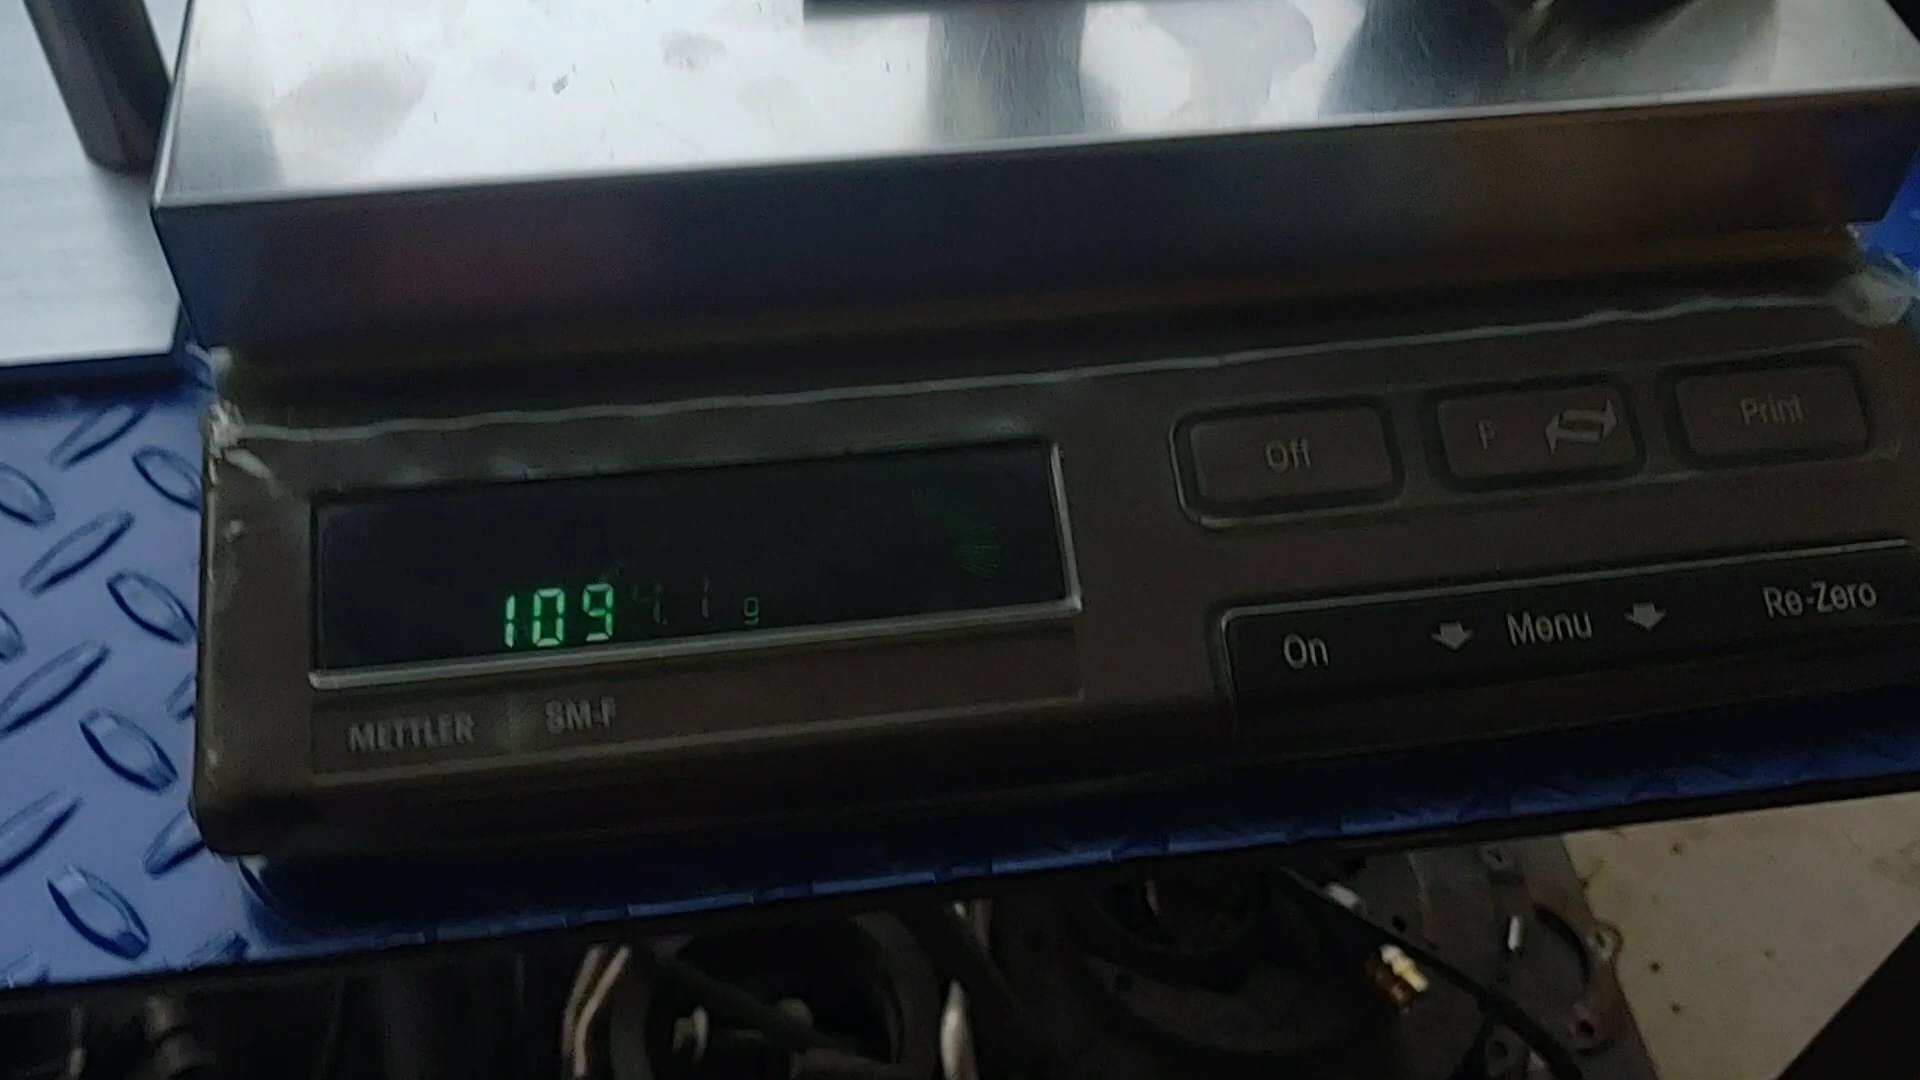 Off F Print
1094.1 g
On Menu Re-Zero
METTLER SM-F